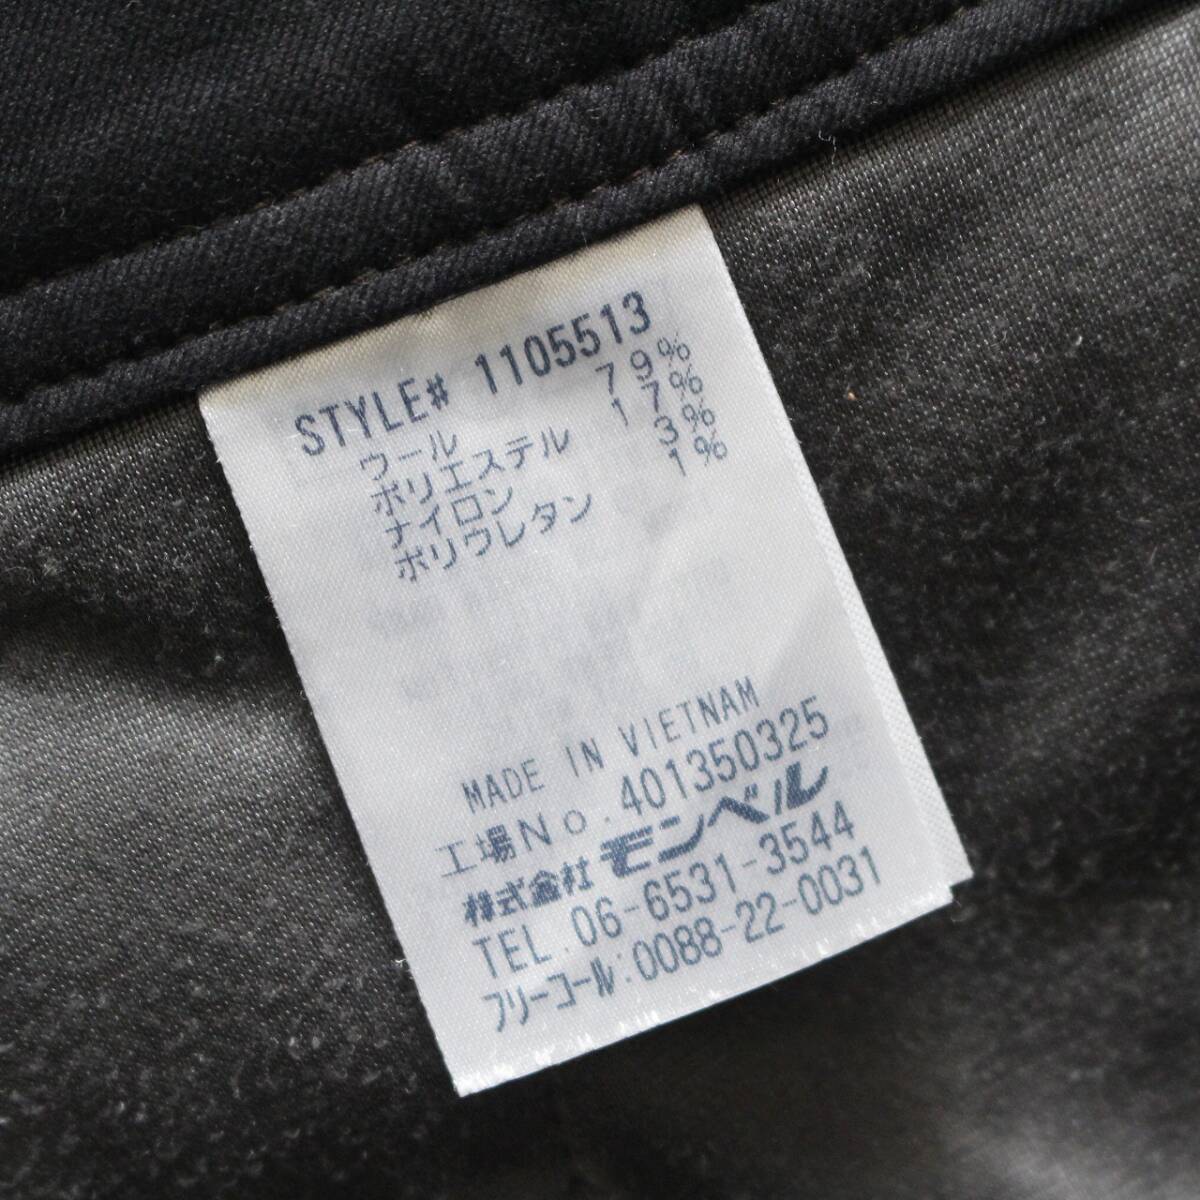 STYLE# 1105513
ウール 79%
ポリエステル 17%
ナイロン 3%
ポリウレタン 1%
MADE IN VIETNAM
工場No.401350325
株式会社 モンベル
TEL.06-6531-3544
フリーコール:0088-22-0031